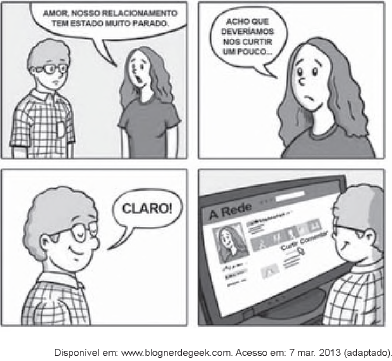 AMOR, NOSSO RELACIONAMENTO
TEM ESTADO MUITO PARADO.
ACHO QUE
DEVERÍAMOS
NOS CURTIR
UM POUCO...
CLARO!
A Rede
Curtir Comentar
Disponível em: www.blognerdegeek.com. Acesso em: 7 mar. 2013 (adaptado).